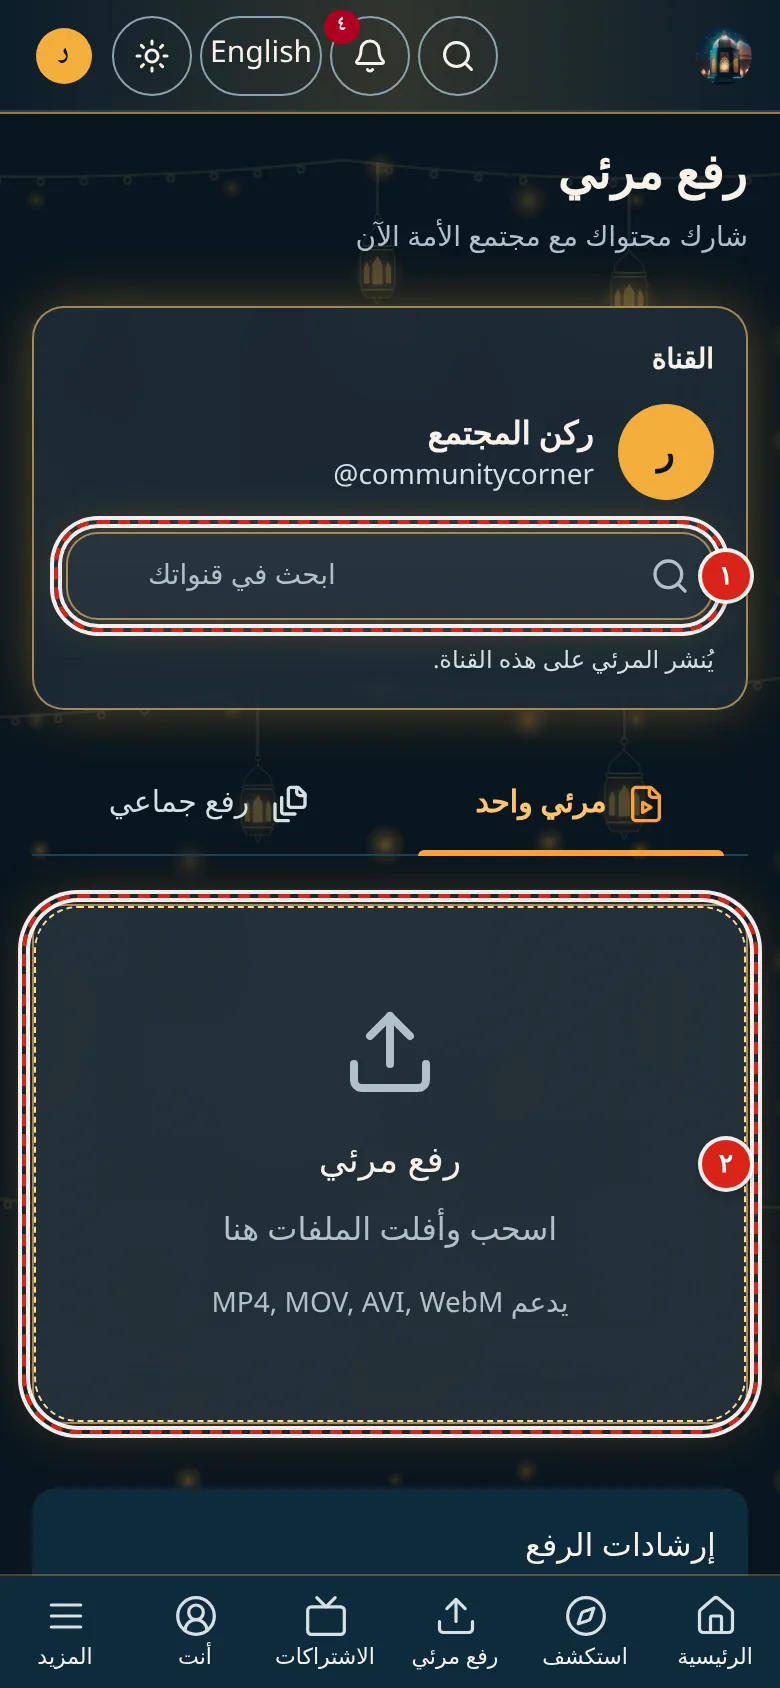 English
٤
ر
رفع مرئي
شارك محتواك مع مجتمع الأمة الآن
القناة
ر
ركن المجتمع
@communitycorner
ابحث في قنواتك
١
يُنشر المرئي على هذه القناة.
مرئي واحد
رفع جماعي
رفع مرئي
٢
اسحب وأفلت الملفات هنا
يدعم MP4, MOV, AVI, WebM
إرشادات الرفع
الرئيسية
استكشف
رفع مرئي
الاشتراكات
أنت
المزيد